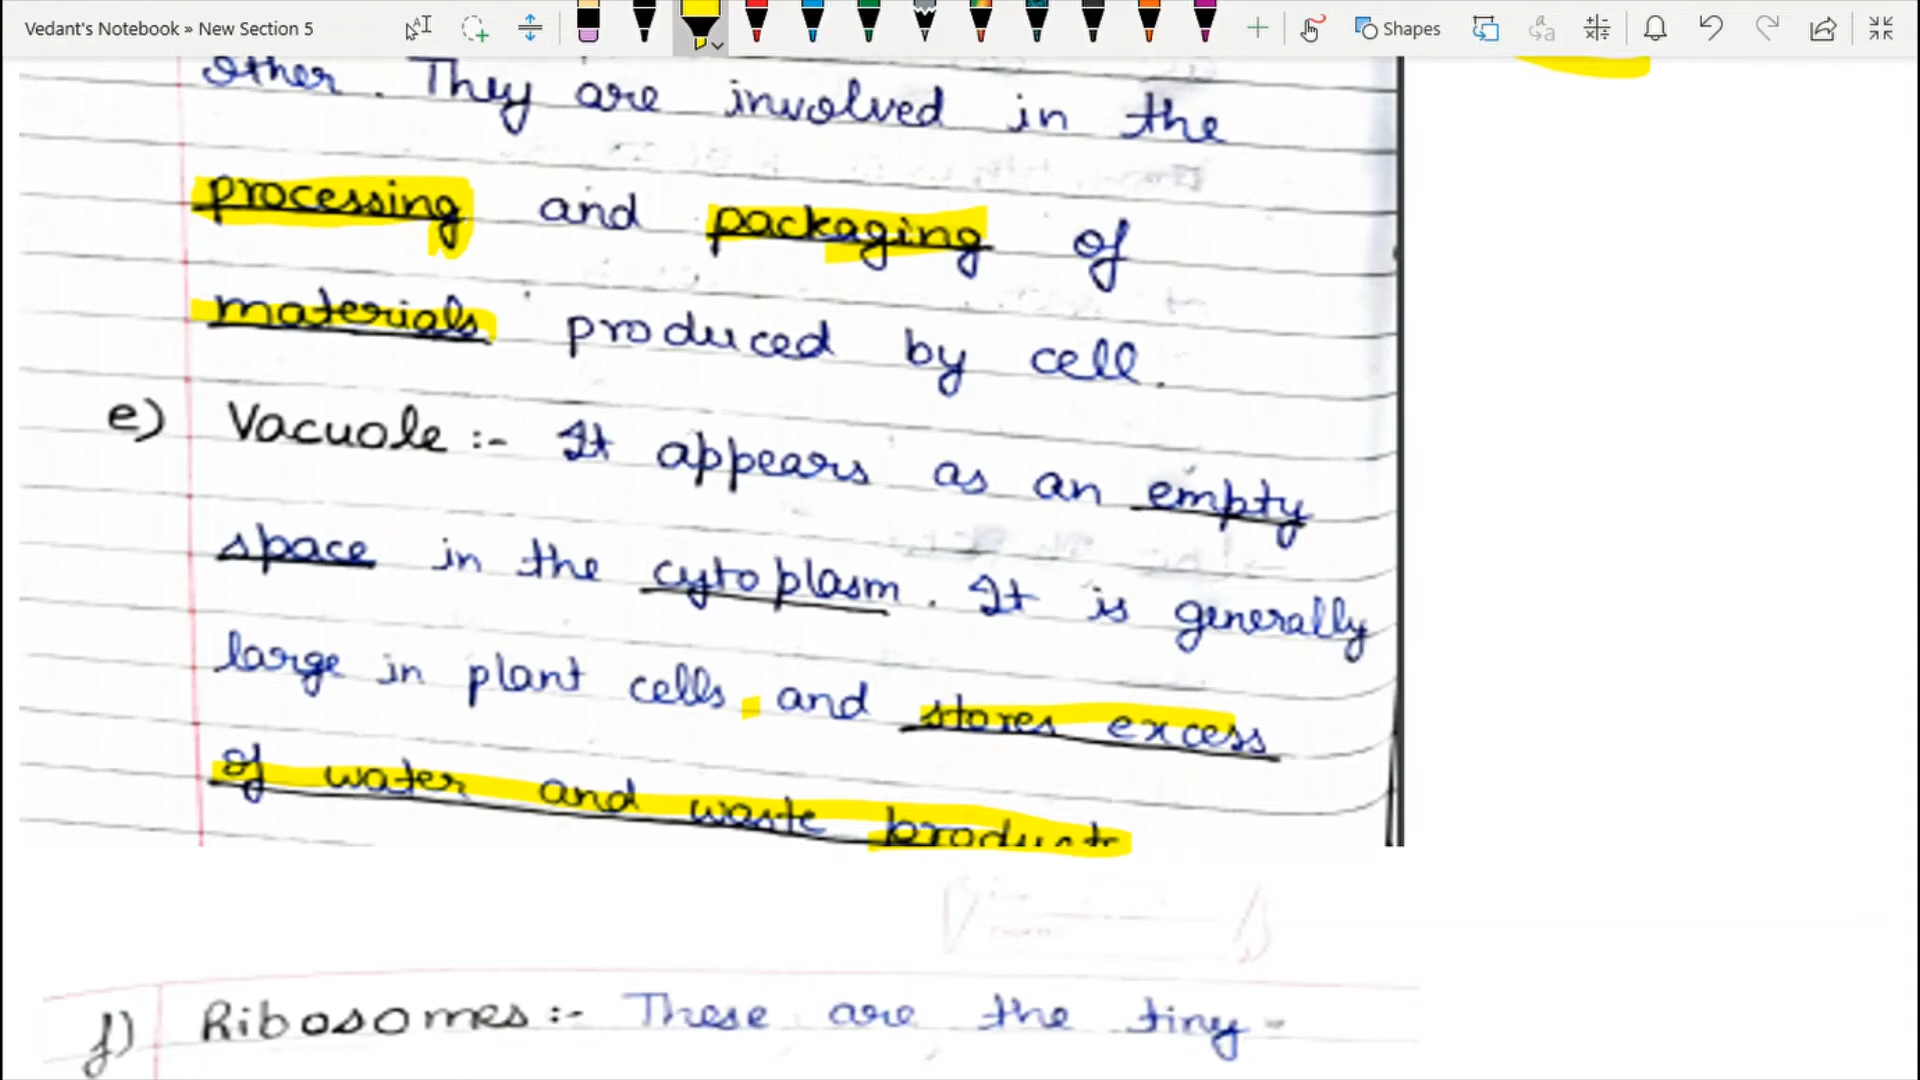 Vedant's Notebook » New Section 5
Shapes
other. They are involved in the
processing and packaging of
materials produced by cell.
e) Vacuole :- It appears as an empty
space in the cytoplasm. It is generally
large in plant cells. and stores excess
of water and waste products
f) Ribosomes :- These are the tiny-